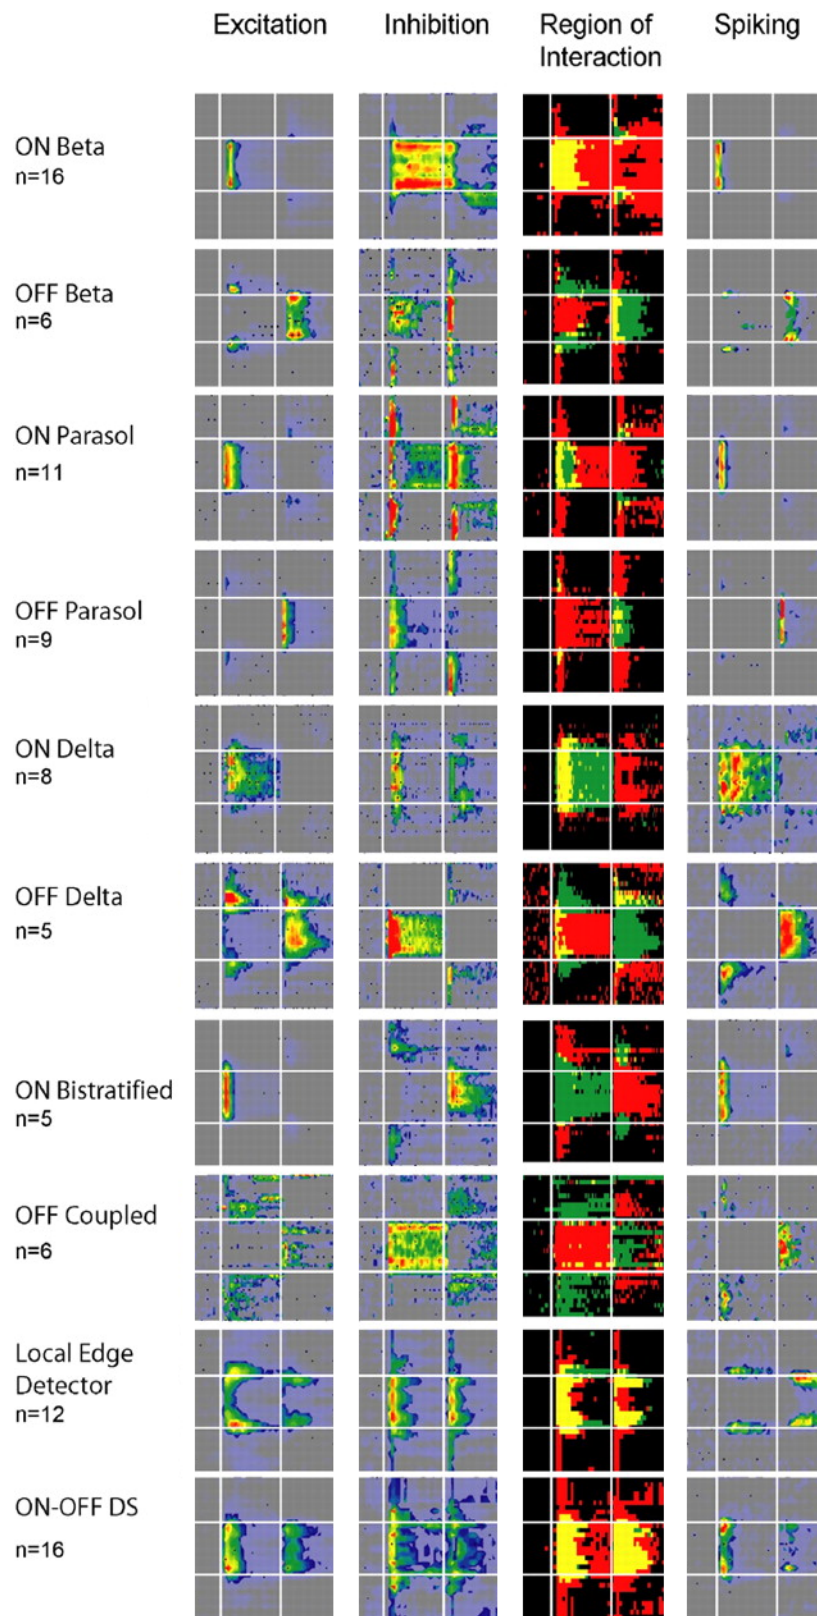 Excitation Inhibition Region of Interaction Spiking
ON Beta
n=16
OFF Beta
n=6
ON Parasol
n=11
OFF Parasol
n=9
ON Delta
n=8
OFF Delta
n=5
ON Bistratified
n=5
OFF Coupled
n=6
Local Edge
Detector
n=12
ON-OFF DS
n=16